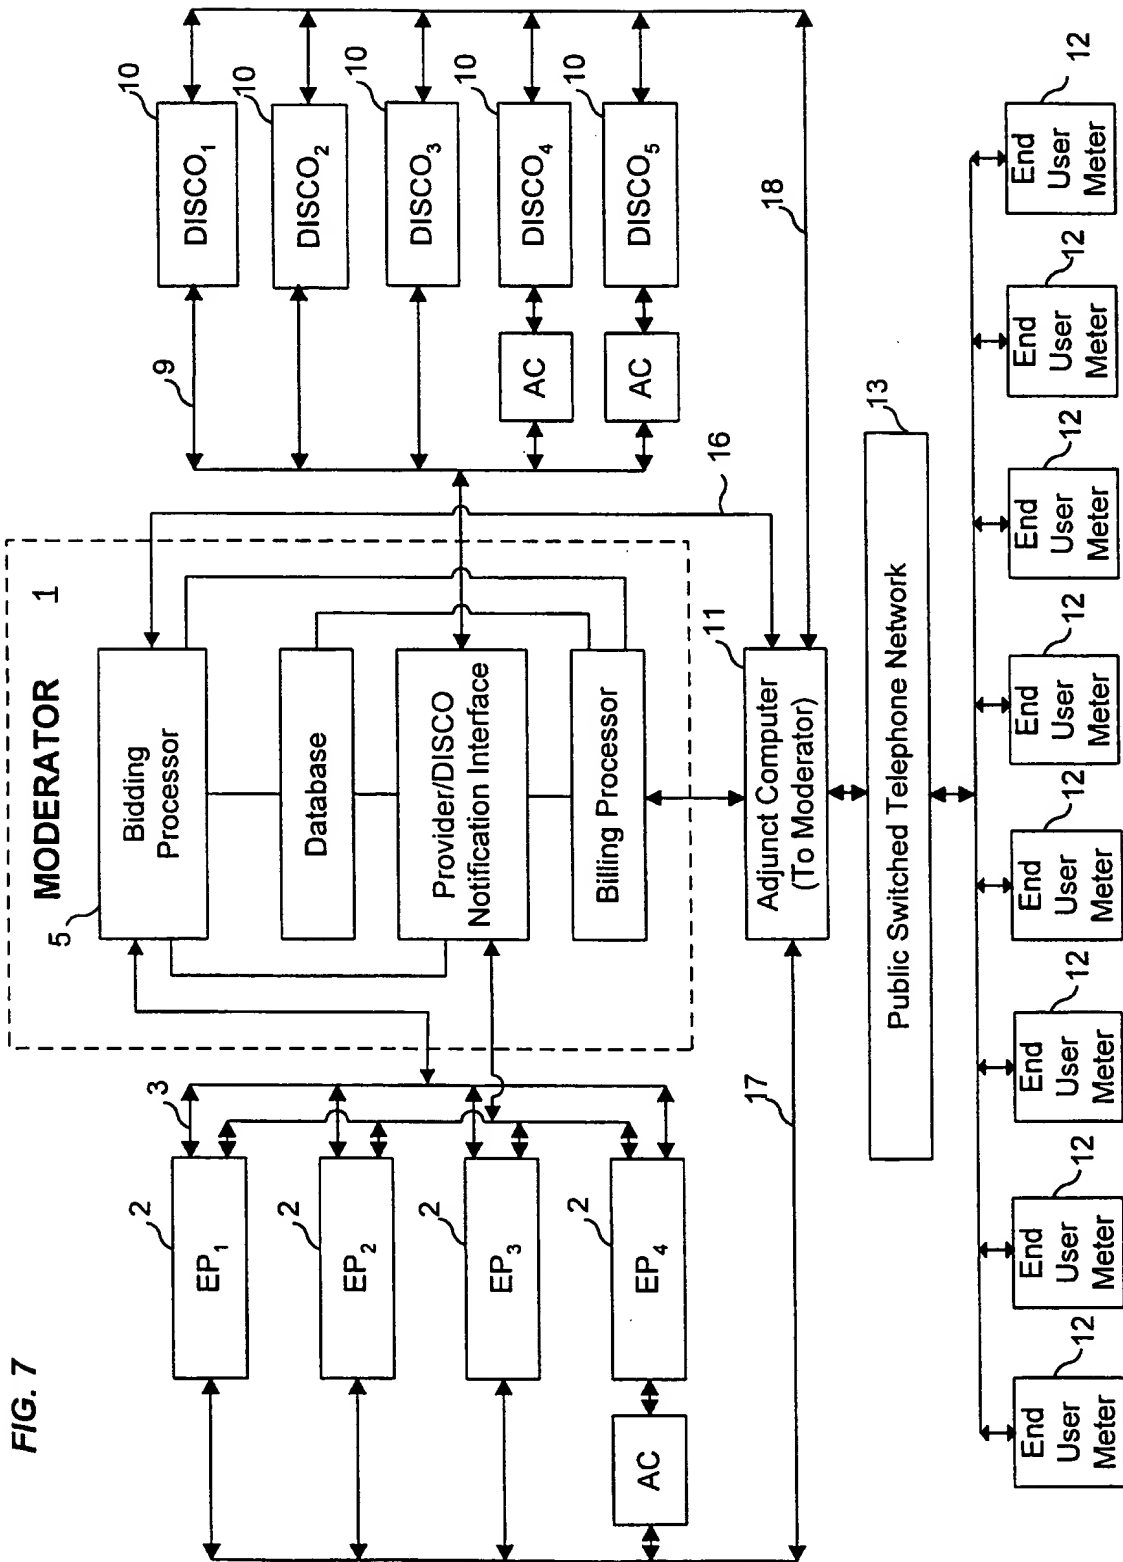 FIG. 7
MODERATOR 1
5
Bidding
Processor
Database
Provider/DISCO
Notification Interface
Billing Processor
3
2
EP1
2
EP2
2
EP3
2
EP4
AC
9
10
DISCO1
10
DISCO2
10
DISCO3
10
DISCO4
AC
10
DISCO5
AC
16
17
18
11
Adjunct Computer
(To Moderator)
13
Public Switched Telephone Network
12
End
User
Meter
12
End
User
Meter
12
End
User
Meter
12
End
User
Meter
12
End
User
Meter
12
End
User
Meter
12
End
User
Meter
12
End
User
Meter